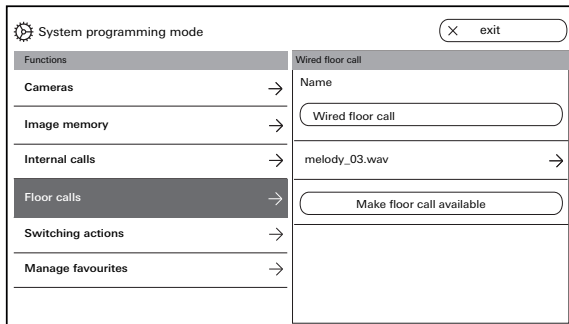 System programming mode
× exit
Functions
Cameras
Image memory
Internal calls
Floor calls
Switching actions
Manage favourites
Wired floor call
Name
Wired floor call
melody_03.wav
Make floor call available